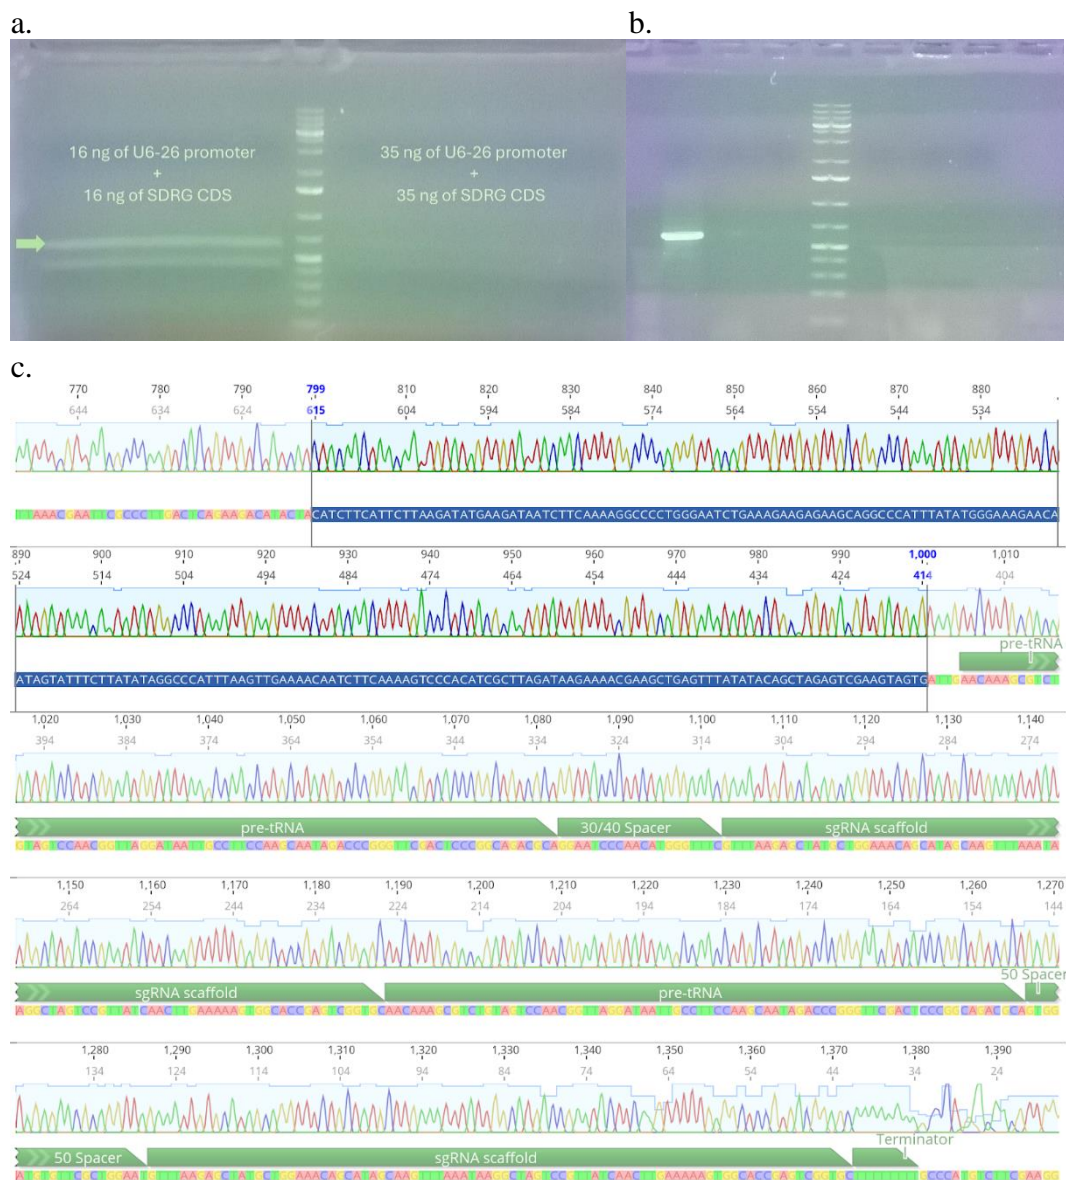 a.
b.
16 ng of U6-26 promoter
+
16 ng of SDRG CDS
35 ng of U6-26 promoter
+
35 ng of SDRG CDS
c.
770 780 790 799 810 820 830 840 850 860 870 880
644 634 624 615 604 594 584 574 564 554 544 534
TTAAACGAATTCGCCCTTGACTCAGAAGACATACTACATCTTCATTCTTAAGATATGAAGATAATCTTCAAAAGGCCCCTGGGAATCTGAAAGAAGAGAAGCAGGCCCATTTATATGGGAAAGAACA
890 900 910 920 930 940 950 960 970 980 990 1,000 1,010
524 514 504 494 484 474 464 454 444 434 424 414 404
pre-tRNA
ATAGTATTTCTTATATAGGCCCATTTAAGTTGAAAACAATCTTCAAAAGTCCCACATCGCTTAGATAAGAAAACGAAGCTGAGTTTATATACAGCTAGAGTCGAAGTAGTGATTGAACAAAGCGTCT
1,020 1,030 1,040 1,050 1,060 1,070 1,080 1,090 1,100 1,110 1,120 1,130 1,140
394 384 374 364 354 344 334 324 314 304 294 284 274
pre-tRNA 30/40 Spacer sgRNA scaffold
GTAGTCCAACGGTTAGGATAATTGCCTTCCAAGCAATAGACCCGGGTTCGACTCCCGGCAGACGCAGGAATCCCAACATGGGTTTCGTTTAAGAGCTATGCTGGAAACAGCATAGCAAGTTTAAATA
1,150 1,160 1,170 1,180 1,190 1,200 1,210 1,220 1,230 1,240 1,250 1,260 1,270
264 254 244 234 224 214 204 194 184 174 164 154 144
50 Spacer
sgRNA scaffold pre-tRNA
AGGCTAGTCCGTTATCAACTTGAAAAAGTGGCACCGAGTCGGTGCAACAAAGCGTCTGTAGTCCAACGGTTAGGATAATTGCCTTCCAAGCAATAGACCCGGGTTCGACTCCCGGCAGACGCAGTGG
1,280 1,290 1,300 1,310 1,320 1,330 1,340 1,350 1,360 1,370 1,380 1,390
134 124 114 104 94 84 74 64 54 44 34 24
Terminator
50 Spacer sgRNA scaffold
ATGTGTTCGCTGGAAGTTTAAGAGCTATGCTGGAAACAGCATAGCAAGTTTAAATAAGGCTAGTCCGTTATCAACTTGAAAAAGTGGCACCGAGTCGGTGCTTTTTTTTGCCCATGTCTTCGAAGG